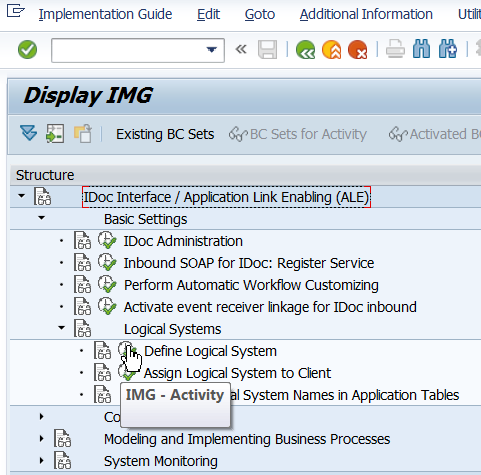 Implementation Guide Edit Goto Additional Information Utili
Display IMG
Existing BC Sets BC Sets for Activity Activated BC
Structure
IDoc Interface / Application Link Enabling (ALE)
Basic Settings
IDoc Administration
Inbound SOAP for IDoc: Register Service
Perform Automatic Workflow Customizing
Activate event receiver linkage for IDoc inbound
Logical Systems
Define Logical System
Assign Logical System to Client
IMG - Activity
al System Names in Application Tables
Co
Modeling and Implementing Business Processes
System Monitoring